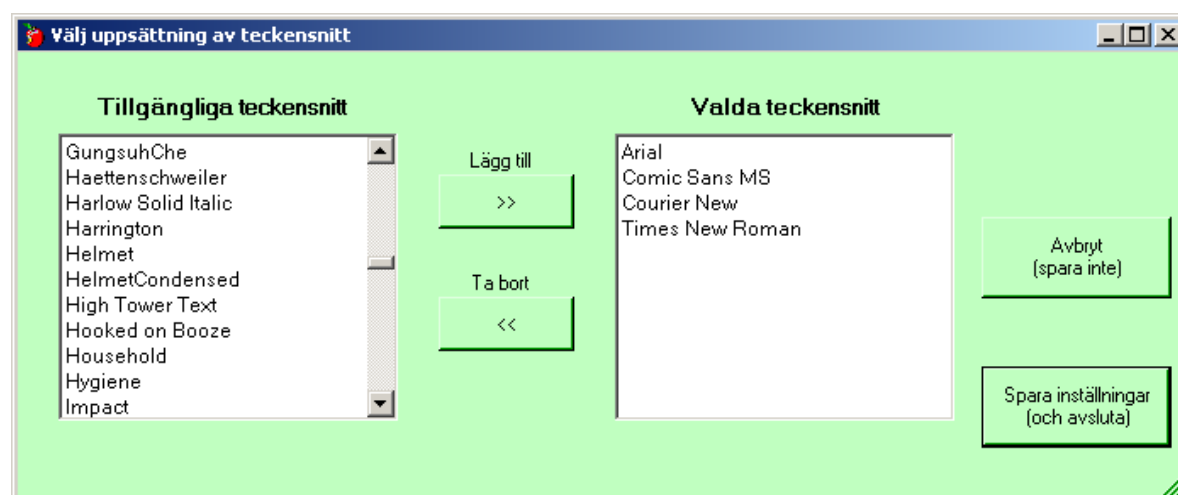 Välj uppsättning av teckensnitt
Tillgängliga teckensnitt
GungsuhChe
Haettenschweiler
Harlow Solid Italic
Harrington
Helmet
HelmetCondensed
High Tower Text
Hooked on Booze
Household
Hygiene
Impact
Lägg till
>>
Ta bort
<<
Valda teckensnitt
Arial
Comic Sans MS
Courier New
Times New Roman
Avbryt
(spara inte)
Spara inställningar
(och avsluta)